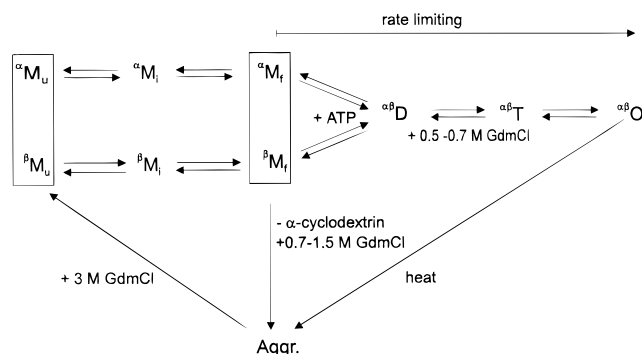 rate limiting
αMu αMi αMf
+ ATP αβD αβT αβO
+ 0.5 -0.7 M GdmCl
βMu βMi βMf
- α-cyclodextrin
+0.7-1.5 M GdmCl
+ 3 M GdmCl heat
Aggr.